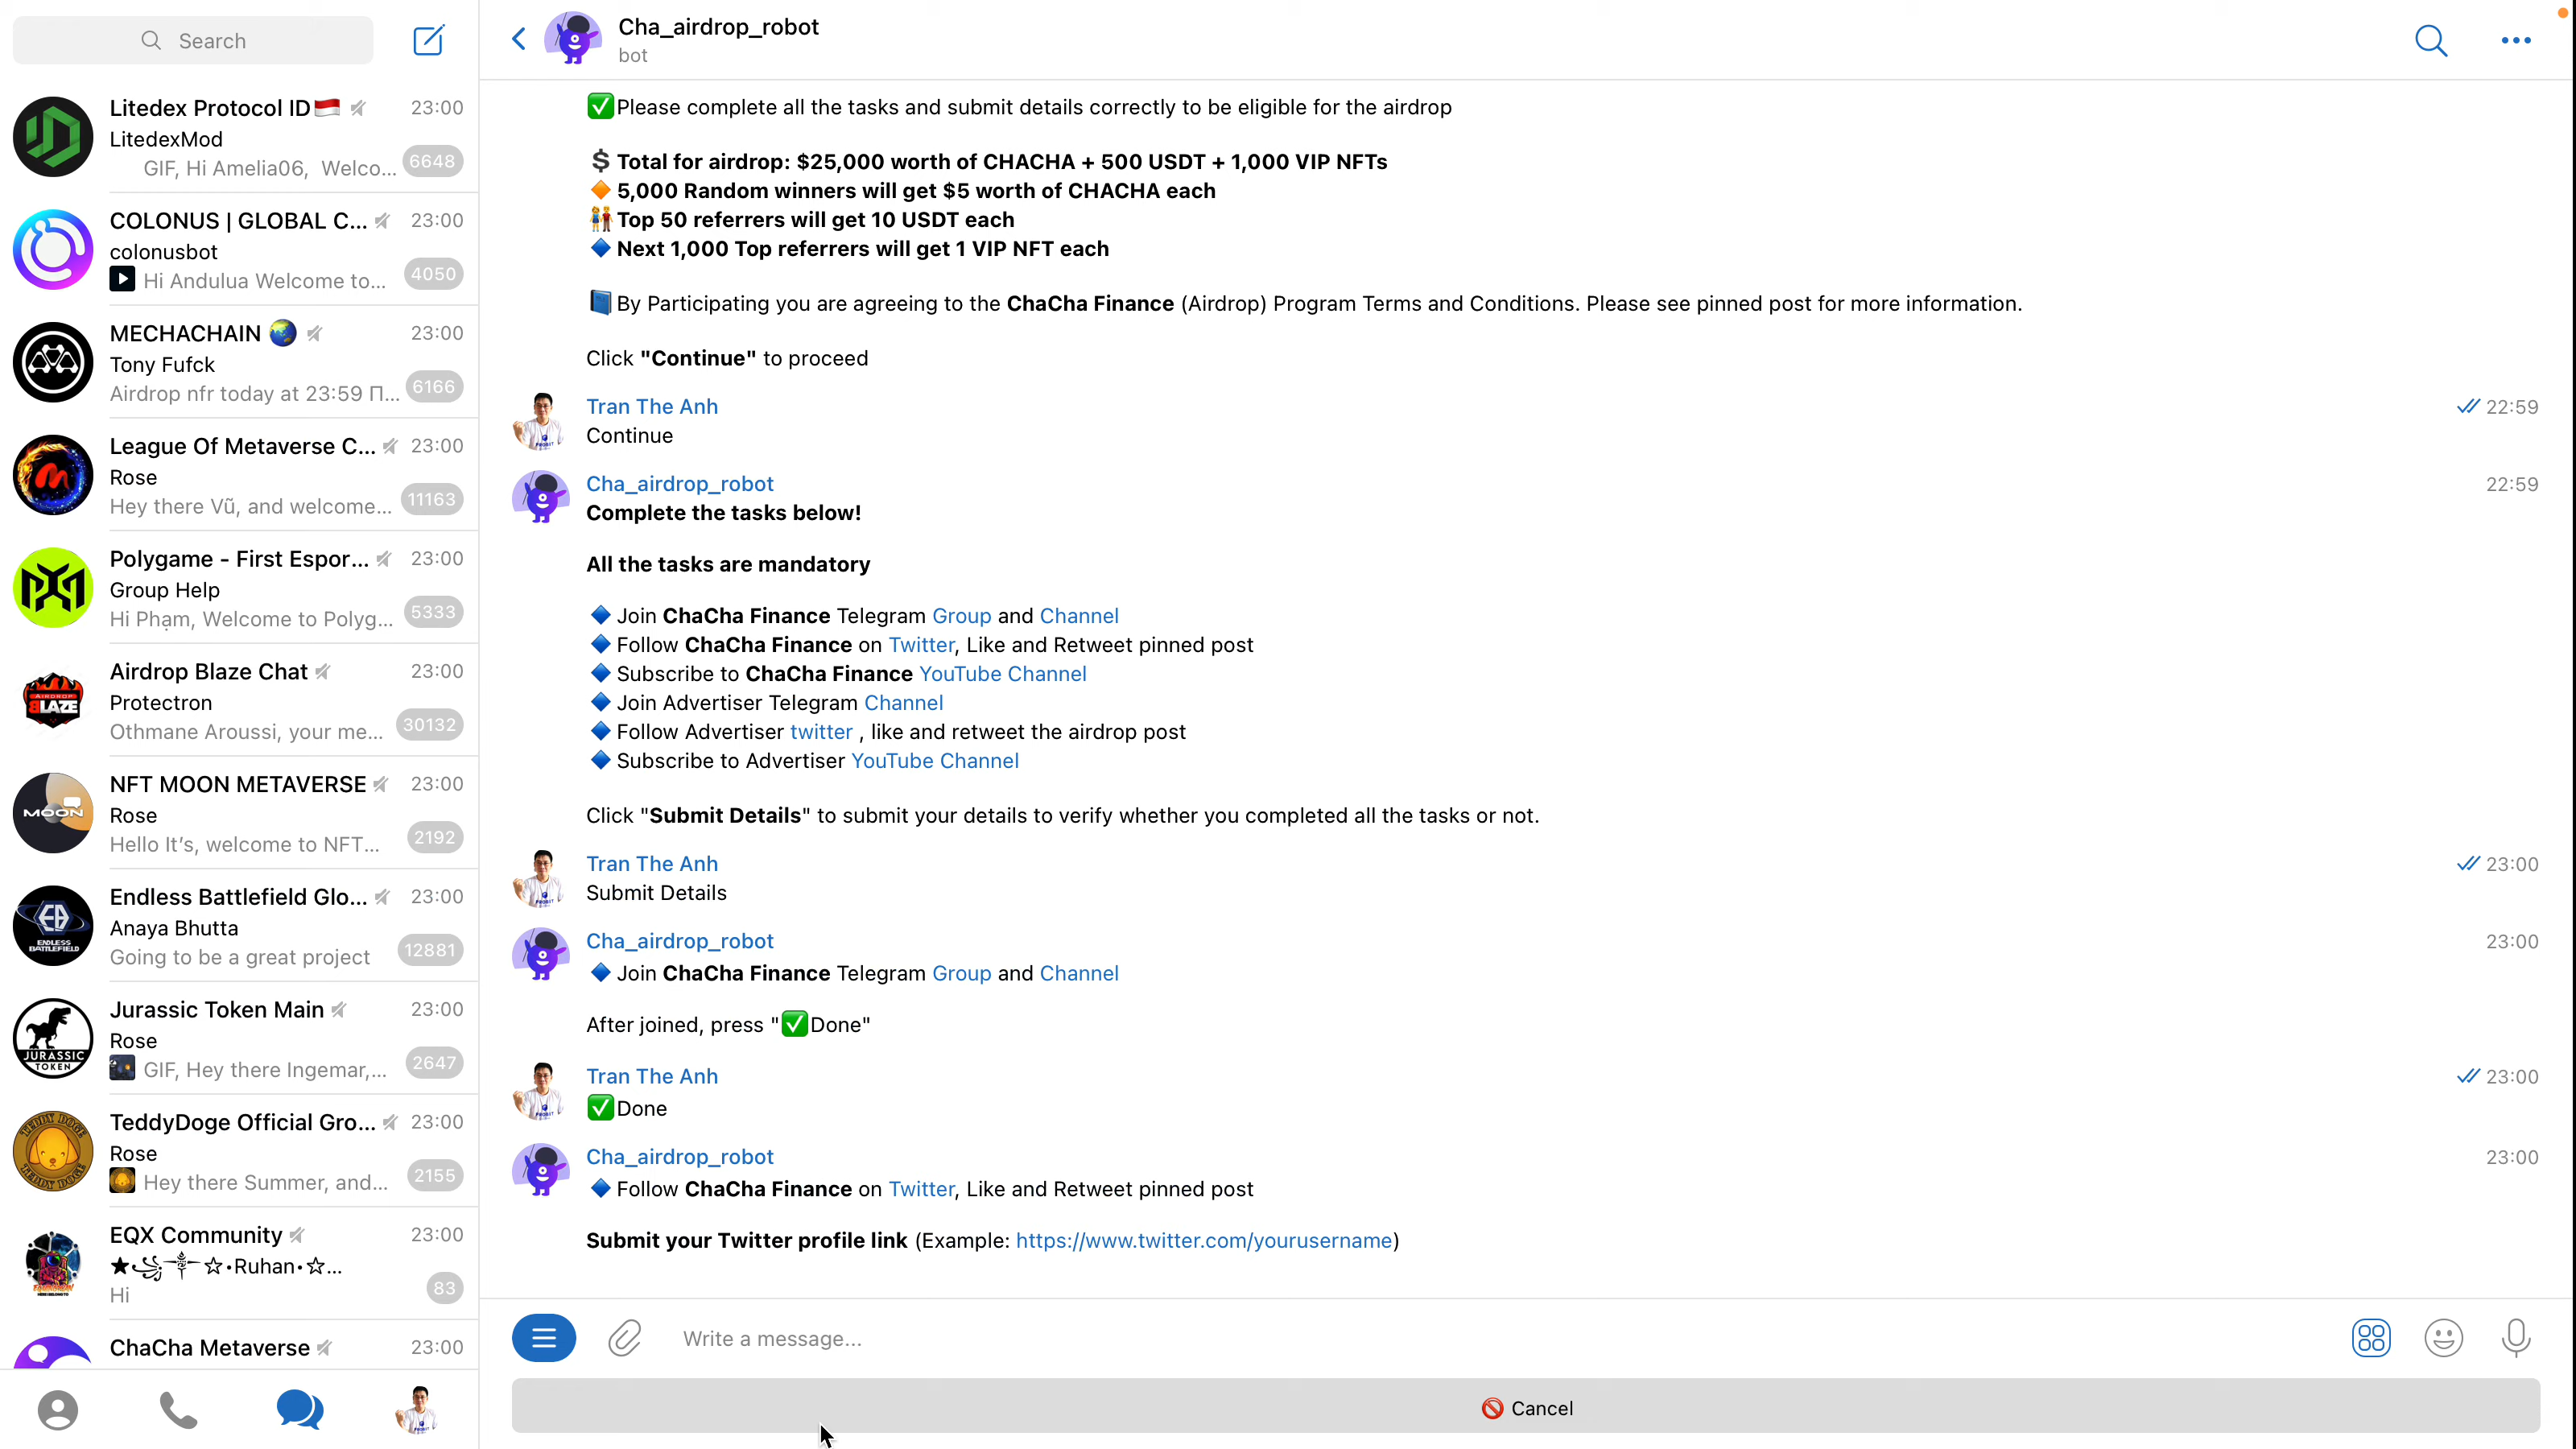 Search
Litedex Protocol ID🇮🇩 23:00
LitedexMod
GIF, Hi Amelia06, Welco... 6648
COLONUS | GLOBAL C... 23:00
colonusbot
Hi Andulua Welcome to... 4050
MECHACHAIN 🌏 23:00
Tony Fufck
Airdrop nfr today at 23:59 П... 6166
League Of Metaverse C... 23:00
Rose
Hey there Vũ, and welcome... 11163
Polygame - First Espor... 23:00
Group Help
Hi Phạm, Welcome to Polyg... 5333
Airdrop Blaze Chat 23:00
Protectron
Othmane Aroussi, your me... 30132
AIRDROP
BLAZE
NFT MOON METAVERSE 23:00
Rose
Hello It's, welcome to NFT... 2192
MOON
Endless Battlefield Glo... 23:00
Anaya Bhutta
Going to be a great project 12881
EB
ENDLESS
BATTLEFIELD
Jurassic Token Main 23:00
Rose
GIF, Hey there Ingemar,... 2647
JURASSIC
TOKEN
TeddyDoge Official Gro... 23:00
Rose
Hey there Summer, and... 2155
TEDDY DOGE
TEDDY DOGE
EQX Community 23:00
★꧁༒☆•Ruhan•☆...
Hi 83
ChaCha Metaverse 23:00
Cha_airdrop_robot
bot
✅Please complete all the tasks and submit details correctly to be eligible for the airdrop
💲Total for airdrop: $25,000 worth of CHACHA + 500 USDT + 1,000 VIP NFTs
🔶 5,000 Random winners will get $5 worth of CHACHA each
👫Top 50 referrers will get 10 USDT each
🔷 Next 1,000 Top referrers will get 1 VIP NFT each
📘By Participating you are agreeing to the ChaCha Finance (Airdrop) Program Terms and Conditions. Please see pinned post for more information.
Click "Continue" to proceed
Tran The Anh 22:59
Continue
Cha_airdrop_robot 22:59
Complete the tasks below!
All the tasks are mandatory
🔷Join ChaCha Finance Telegram Group and Channel
🔷Follow ChaCha Finance on Twitter, Like and Retweet pinned post
🔷Subscribe to ChaCha Finance YouTube Channel
🔷Join Advertiser Telegram Channel
🔷Follow Advertiser twitter , like and retweet the airdrop post
🔷Subscribe to Advertiser YouTube Channel
Click "Submit Details" to submit your details to verify whether you completed all the tasks or not.
Tran The Anh 23:00
Submit Details
Cha_airdrop_robot 23:00
🔷Join ChaCha Finance Telegram Group and Channel
After joined, press "✅Done"
Tran The Anh 23:00
✅Done
Cha_airdrop_robot 23:00
🔷Follow ChaCha Finance on Twitter, Like and Retweet pinned post
Submit your Twitter profile link (Example: https://www.twitter.com/yourusername)
Write a message...
🚫 Cancel